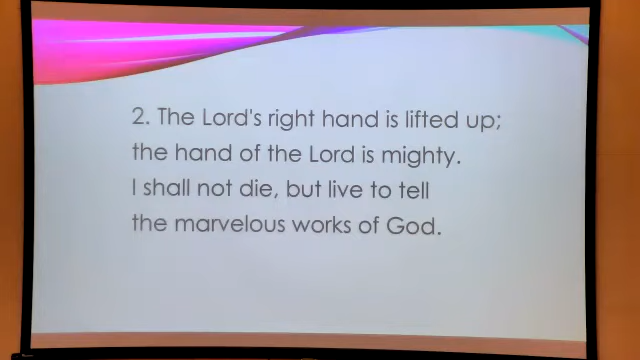 2. The Lord's right hand is lifted up;
the hand of the Lord is mighty.
I shall not die, but live to tell
the marvelous works of God.